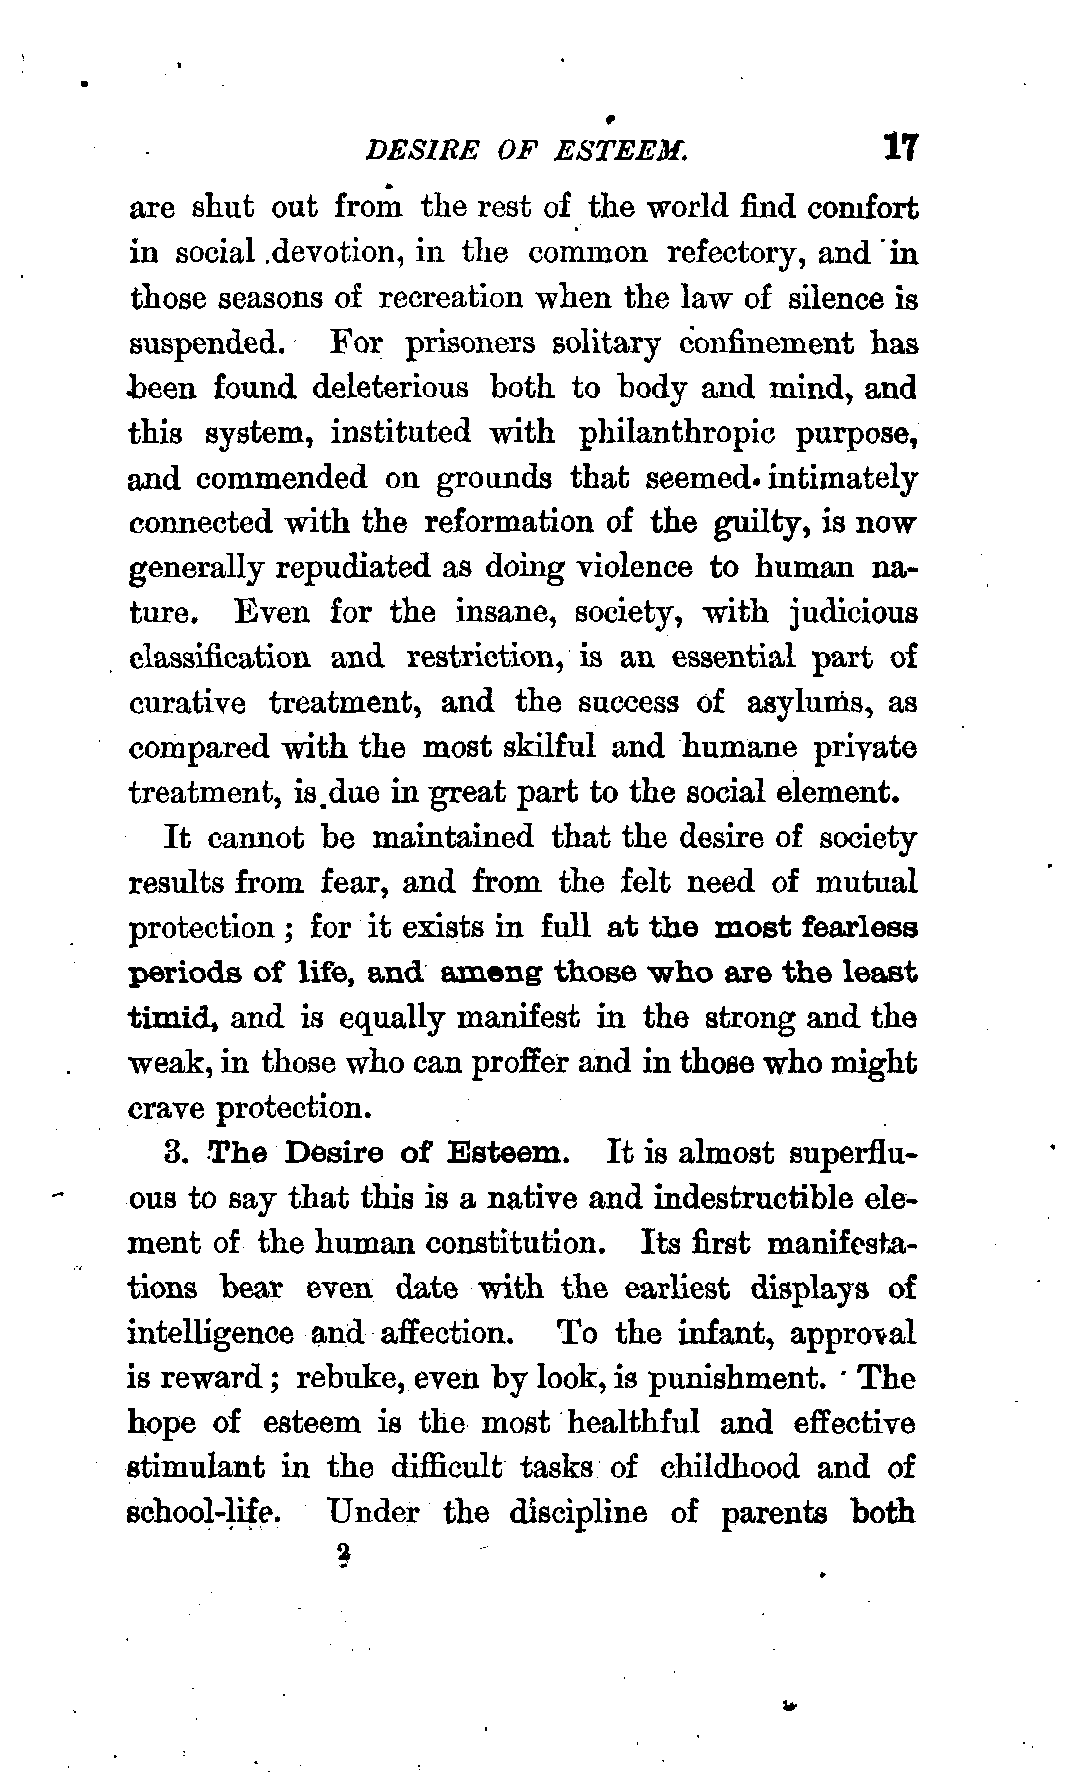 DESIRE OF ESTEEM. 17
are shut out from the rest of the world find comfort
in social devotion, in the common refectory, and in
those seasons of recreation when the law of silence is
suspended. For prisoners solitary confinement has
been found deleterious both to body and mind, and
this system, instituted with philanthropic purpose,
and commended on grounds that seemed intimately
connected with the reformation of the guilty, is now
generally repudiated as doing violence to human na-
ture. Even for the insane, society, with judicious
classification and restriction, is an essential part of
curative treatment, and the success of asylums, as
compared with the most skilful and humane private
treatment, is due in great part to the social element.
It cannot be maintained that the desire of society
results from fear, and from the felt need of mutual
protection ; for it exists in full at the most fearless
periods of life, and among those who are the least
timid, and is equally manifest in the strong and the
weak, in those who can proffer and in those who might
crave protection.
3. The Desire of Esteem. It is almost superflu-
ous to say that this is a native and indestructible ele-
ment of the human constitution. Its first manifesta-
tions bear even date with the earliest displays of
intelligence and affection. To the infant, approval
is reward ; rebuke, even by look, is punishment. The
hope of esteem is the most healthful and effective
stimulant in the difficult tasks of childhood and of
school-life. Under the discipline of parents both
2